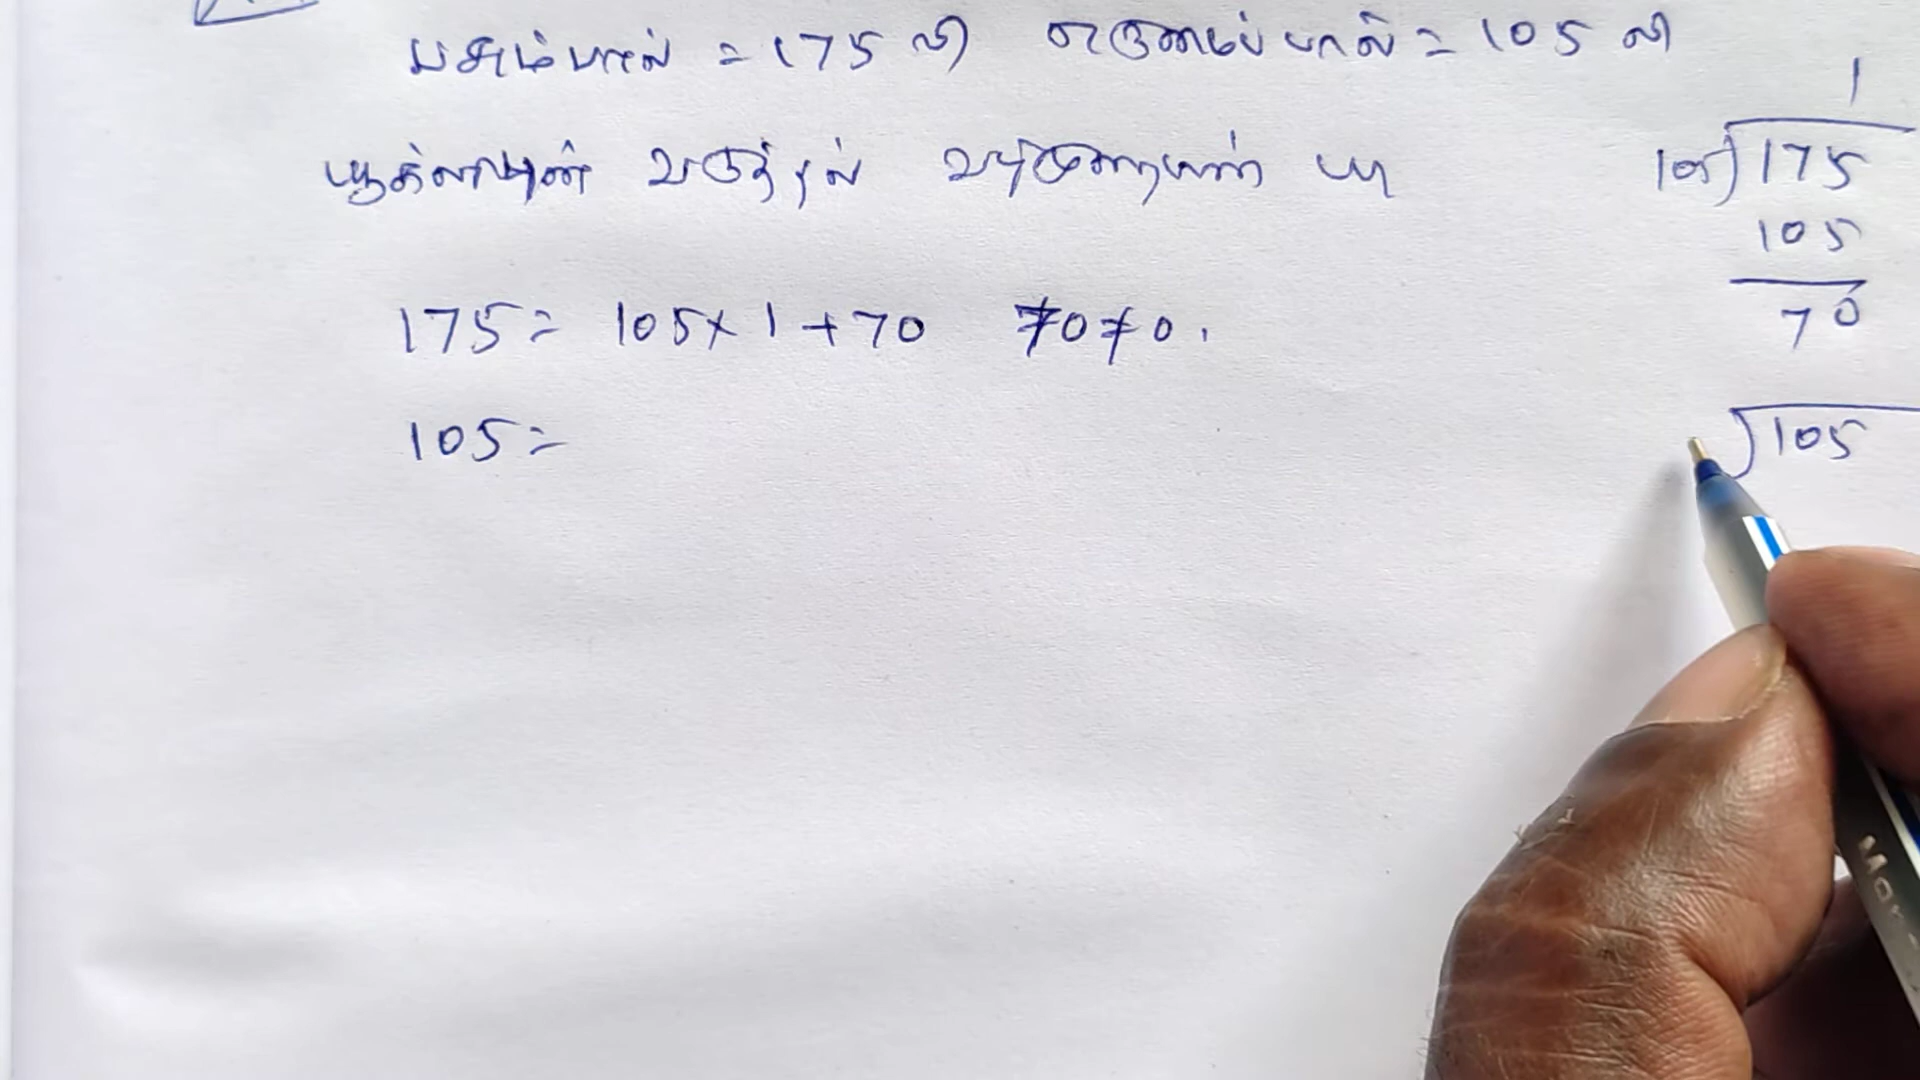 பசும்பால் = 175 லி எருமைப்பால் = 105 லி
யூக்ளிடின் வகுத்தல் வழிமுறையின் படி
175 = 105 × 1 + 70 70 ≠ 0.
105 =
1
105) 175
105
70
) 105